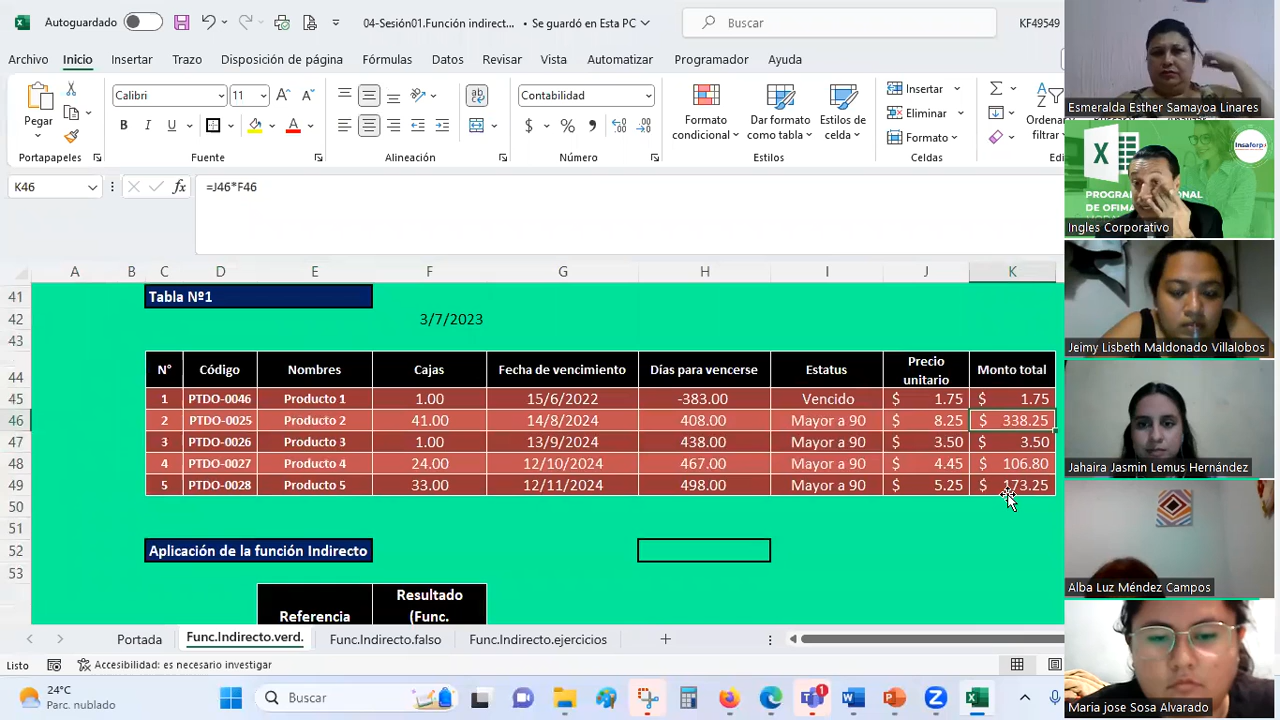 Autoguardado
04-Sesión01.Función indirect... • Se guardó en Esta PC
Buscar
KF49549
Archivo Inicio Insertar Trazo Disposición de página Fórmulas Datos Revisar Vista Automatizar Programador Ayuda
Pegar
Portapapeles
Calibri 11
N K S
Fuente
Alineación
Contabilidad
$ % 000
Número
Formato condicional
Dar formato como tabla
Estilos de celda
Estilos
Insertar
Eliminar
Formato
Celdas
Ordenar
filtrar
K46 fx =J46*F46
A B C D E F G H I J K
41 Tabla Nº1
42 3/7/2023
43
44 N° Código Nombres Cajas Fecha de vencimiento Días para vencerse Estatus Precio unitario Monto total
45 1 PTDO-0046 Producto 1 1.00 15/6/2022 -383.00 Vencido $ 1.75 $ 1.75
46 2 PTDO-0025 Producto 2 41.00 14/8/2024 408.00 Mayor a 90 $ 8.25 $ 338.25
47 3 PTDO-0026 Producto 3 1.00 13/9/2024 438.00 Mayor a 90 $ 3.50 $ 3.50
48 4 PTDO-0027 Producto 4 24.00 12/10/2024 467.00 Mayor a 90 $ 4.45 $ 106.80
49 5 PTDO-0028 Producto 5 33.00 12/11/2024 498.00 Mayor a 90 $ 5.25 $ 173.25
50
51
52 Aplicación de la función Indirecto
53
Referencia
Resultado
(Func.
Portada Func.Indirecto.verd. Func.Indirecto.falso Func.Indirecto.ejercicios
Listo Accesibilidad: es necesario investigar
24°C
Parc. nublado
Buscar
1
Esmeralda Esther Samayoa Linares
Insaforp
DE OFIMA
Ingles Corporativo
Jeimy Lisbeth Maldonado Villalobos
Jahaira Jasmin Lemus Hernández
Alba Luz Méndez Campos
Maria jose Sosa Alvarado